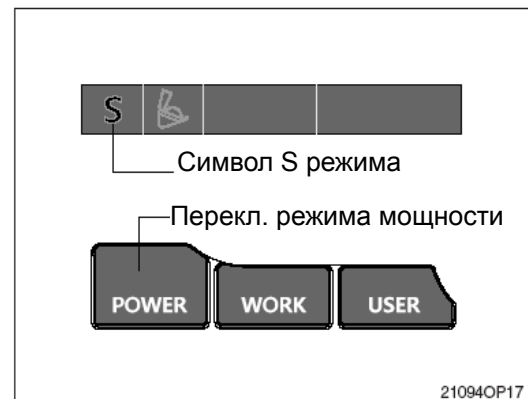 S
Символ S режима
Перекл. режима мощности
POWER WORK USER
21094OP17